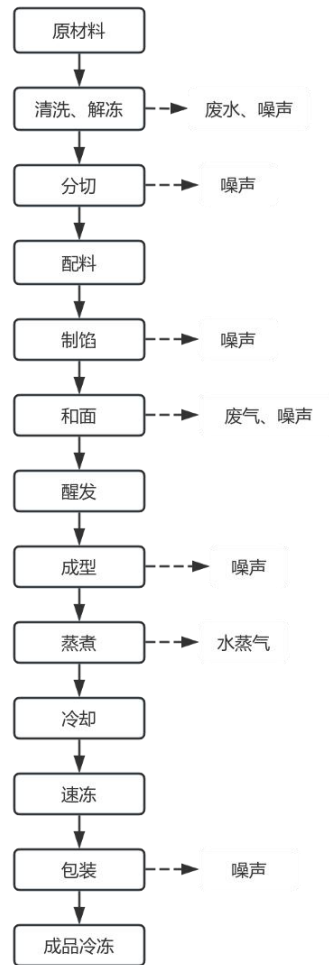 原材料
清洗、解冻
废水、噪声
分切
噪声
配料
制馅
噪声
和面
废气、噪声
醒发
成型
噪声
蒸煮
水蒸气
冷却
速冻
包装
噪声
成品冷冻